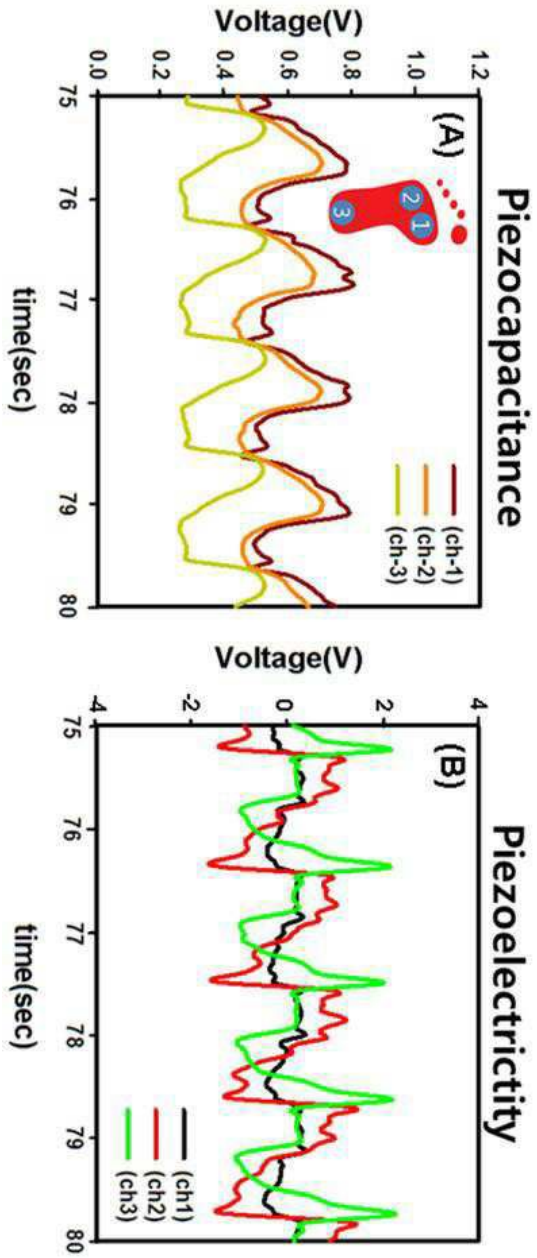 Piezocapacitance
(A)
Voltage(V)
1.2
1.0
0.8
0.6
0.4
0.2
0.0
1
2
3
(ch-1)
(ch-2)
(ch-3)
75
76
77
78
79
80
time(sec)
Piezoelectrictity
(B)
Voltage(V)
4
2
0
-2
-4
(ch1)
(ch2)
(ch3)
75
76
77
78
79
80
time(sec)